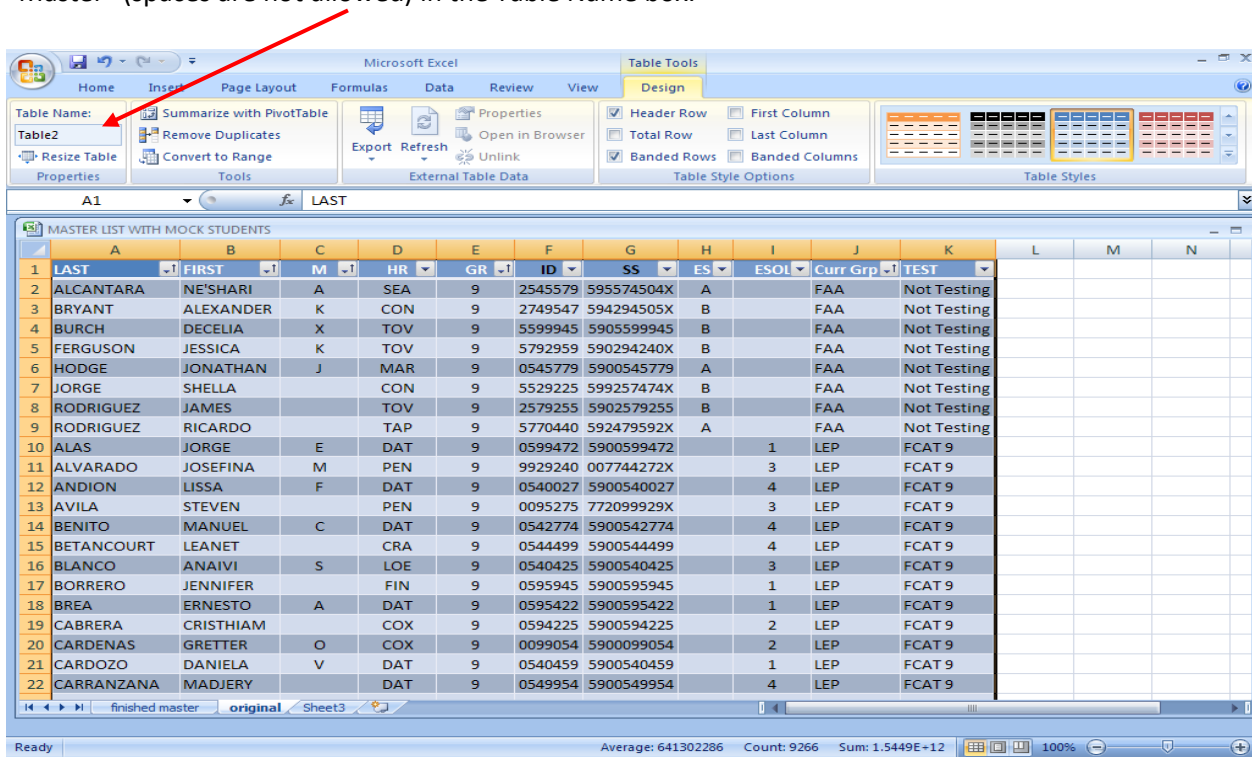 master" (spaces are not allowed) in the Table Name box.
Microsoft Excel Table Tools
Home Insert Page Layout Formulas Data Review View Design
Table Name: Summarize with PivotTable Properties Header Row First Column
Table2 Remove Duplicates Export Refresh Open in Browser Total Row Last Column
Resize Table Convert to Range Unlink Banded Rows Banded Columns
Properties Tools External Table Data Table Style Options Table Styles
A1 fx LAST
MASTER LIST WITH MOCK STUDENTS
A B C D E F G H I J K L M N
1 LAST FIRST M HR GR ID SS ES ESOL Curr Grp TEST
2 ALCANTARA NE'SHARI A SEA 9 2545579 595574504X A FAA Not Testing
3 BRYANT ALEXANDER K CON 9 2749547 594294505X B FAA Not Testing
4 BURCH DECELIA X TOV 9 5599945 5905599945 B FAA Not Testing
5 FERGUSON JESSICA K TOV 9 5792959 590294240X B FAA Not Testing
6 HODGE JONATHAN J MAR 9 0545779 5900545779 A FAA Not Testing
7 JORGE SHELLA CON 9 5529225 599257474X B FAA Not Testing
8 RODRIGUEZ JAMES TOV 9 2579255 5902579255 B FAA Not Testing
9 RODRIGUEZ RICARDO TAP 9 5770440 592479592X A FAA Not Testing
10 ALAS JORGE E DAT 9 0599472 5900599472 1 LEP FCAT 9
11 ALVARADO JOSEFINA M PEN 9 9929240 007744272X 3 LEP FCAT 9
12 ANDION LISSA F DAT 9 0540027 5900540027 4 LEP FCAT 9
13 AVILA STEVEN PEN 9 0095275 772099929X 3 LEP FCAT 9
14 BENITO MANUEL C DAT 9 0542774 5900542774 4 LEP FCAT 9
15 BETANCOURT LEANET CRA 9 0544499 5900544499 4 LEP FCAT 9
16 BLANCO ANAIVI S LOE 9 0540425 5900540425 3 LEP FCAT 9
17 BORRERO JENNIFER FIN 9 0595945 5900595945 1 LEP FCAT 9
18 BREA ERNESTO A DAT 9 0595422 5900595422 1 LEP FCAT 9
19 CABRERA CRISTHIAM COX 9 0594225 5900594225 2 LEP FCAT 9
20 CARDENAS GRETTER O COX 9 0099054 5900099054 2 LEP FCAT 9
21 CARDOZO DANIELA V DAT 9 0540459 5900540459 1 LEP FCAT 9
22 CARRANZANA MADJERY DAT 9 0549954 5900549954 4 LEP FCAT 9
finished master original Sheet3
Ready Average: 641302286 Count: 9266 Sum: 1.5449E+12 100%